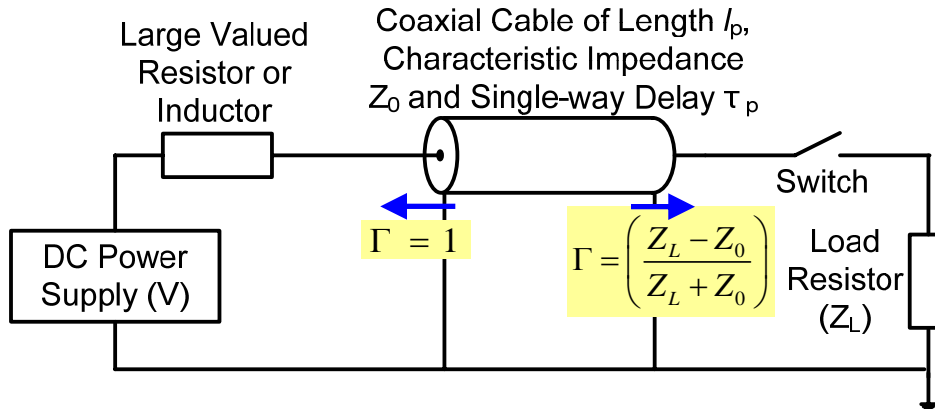 Large Valued
Resistor or
Inductor
Coaxial Cable of Length lp,
Characteristic Impedance
Z0 and Single-way Delay τp
Switch
Γ = 1
Γ = (ZL − Z0 / ZL + Z0)
DC Power
Supply (V)
Load
Resistor
(ZL)